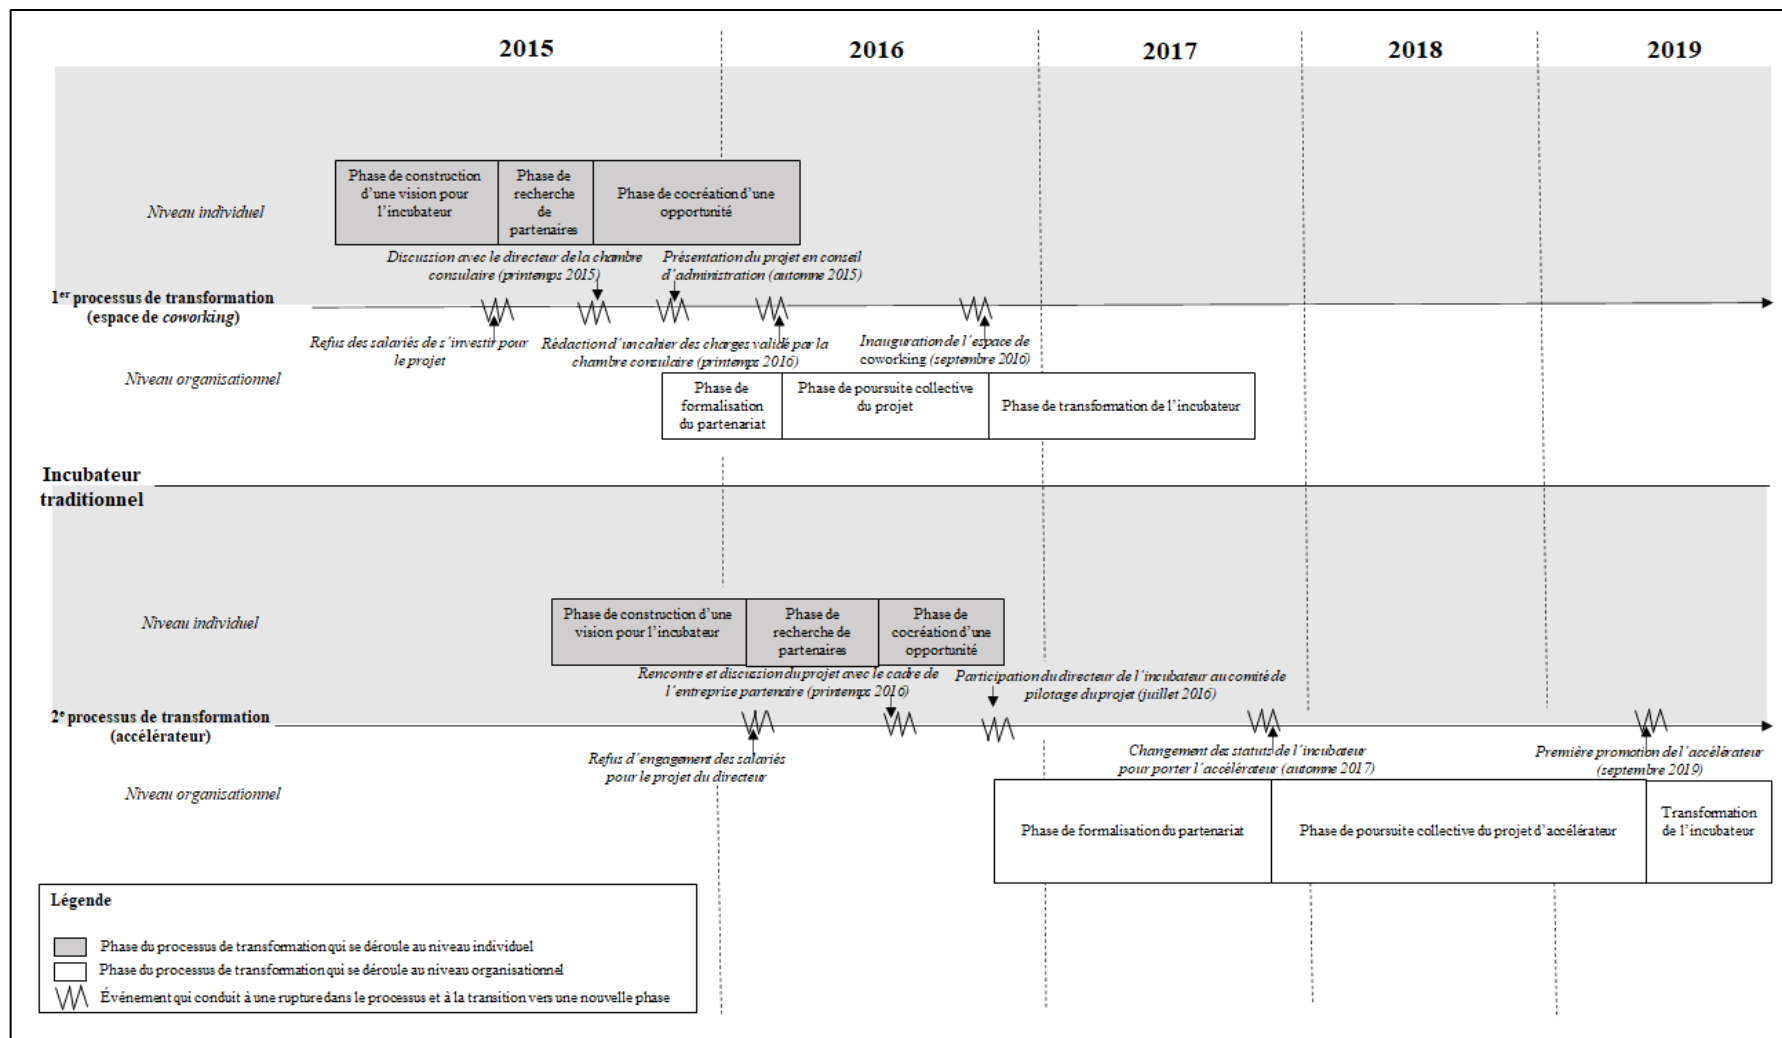 2015
2016
2017
2018
2019
Phase de construction
d'une vision pour
l'incubateur
Phase de
recherche
de
partenaires
Phase de cocréation d'une
opportunité
Niveau individuel
Discussion avec le directeur de la chambre
consulaire (printemps 2015)
Présentation du projet en conseil
d'administration (automne 2015)
1er processus de transformation
(espace de coworking)
Refus des salariés de s'investir pour
le projet
Rédaction d'un cahier des charges validé par la
chambre consulaire (printemps 2016)
Inauguration de l'espace de
coworking (septembre 2016)
Niveau organisationnel
Phase de
formalisation
du partenariat
Phase de poursuite collective
du projet
Phase de transformation de l'incubateur
Incubateur
traditionnel
Phase de construction d'une
vision pour l'incubateur
Phase de
recherche de
partenaires
Phase de
cocréation d'une
opportunité
Niveau individuel
Rencontre et discussion du projet avec le cadre de
l'entreprise partenaire (printemps 2016)
Participation du directeur de l'incubateur au comité de
pilotage du projet (juillet 2016)
2e processus de transformation
(accélérateur)
Refus d'engagement des salariés
pour le projet du directeur
Changement des statuts de l'incubateur
pour porter l'accélérateur (automne 2017)
Première promotion de l'accélérateur
(septembre 2019)
Niveau organisationnel
Phase de formalisation du partenariat
Phase de poursuite collective du projet d'accélérateur
Transformation
de l'incubateur
Légende
Phase du processus de transformation qui se déroule au niveau individuel
Phase du processus de transformation qui se déroule au niveau organisationnel
Événement qui conduit à une rupture dans le processus et à la transition vers une nouvelle phase